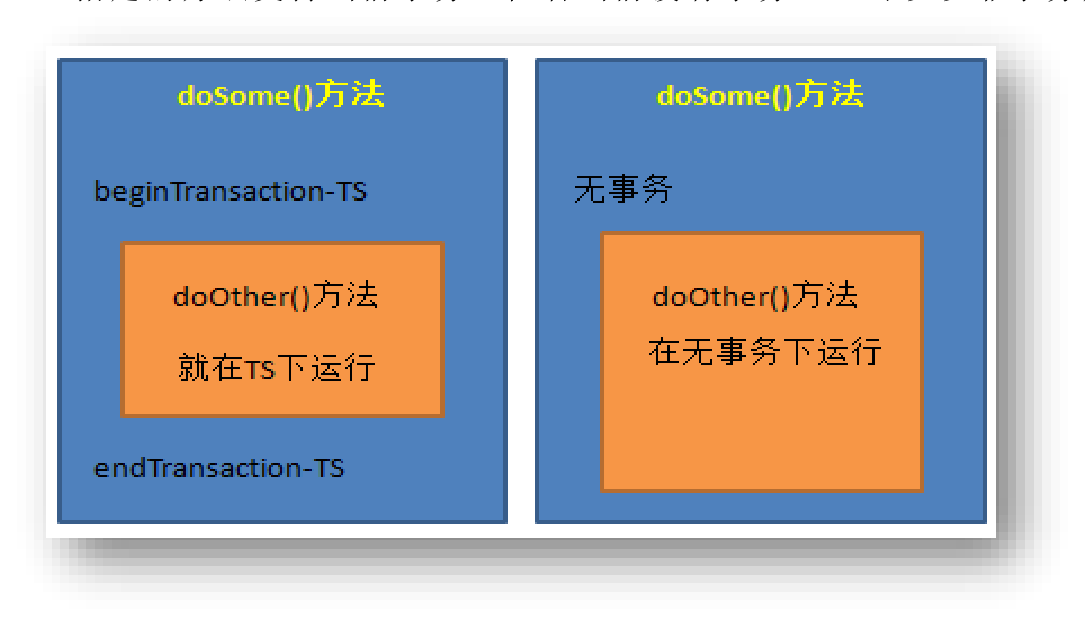 doSome()方法
beginTransaction-TS
doOther()方法
就在TS下运行
endTransaction-TS
doSome()方法
无事务
doOther()方法
在无事务下运行